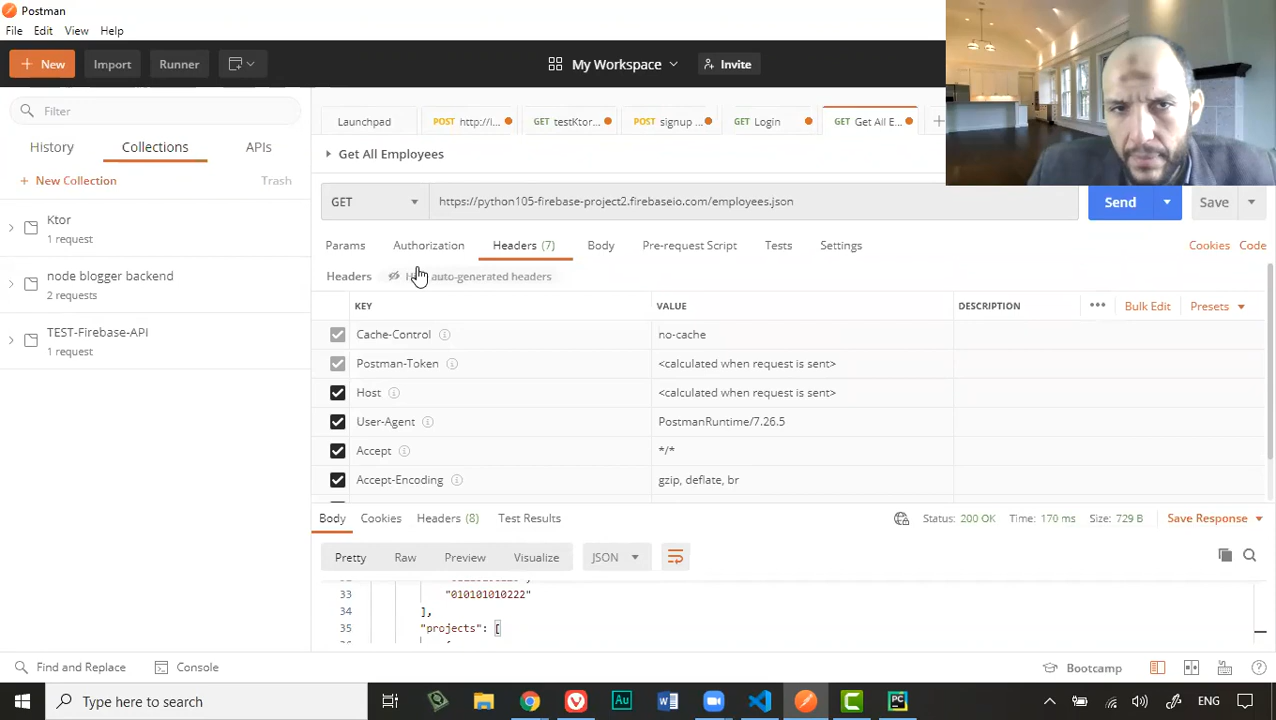 Postman
File Edit View Help
New Import Runner My Workspace Invite
Filter
Launchpad POST http://l... GET testKtor... POST signup ... GET Login GET Get All E...
History Collections APIs
Get All Employees
+ New Collection Trash
GET https://python105-firebase-project2.firebaseio.com/employees.json Send Save
Ktor
1 request
Params Authorization Headers (7) Body Pre-request Script Tests Settings Cookies Code
node blogger backend
2 requests
Headers auto-generated headers
KEY VALUE DESCRIPTION Bulk Edit Presets
TEST-Firebase-API
1 request
Cache-Control no-cache
Postman-Token <calculated when request is sent>
Host <calculated when request is sent>
User-Agent PostmanRuntime/7.26.5
Accept */*
Accept-Encoding gzip, deflate, br
Body Cookies Headers (8) Test Results Status: 200 OK Time: 170 ms Size: 729 B Save Response
Pretty Raw Preview Visualize JSON
33 "010101010222"
34 ],
35 "projects": [
Find and Replace Console Bootcamp
Type here to search ENG